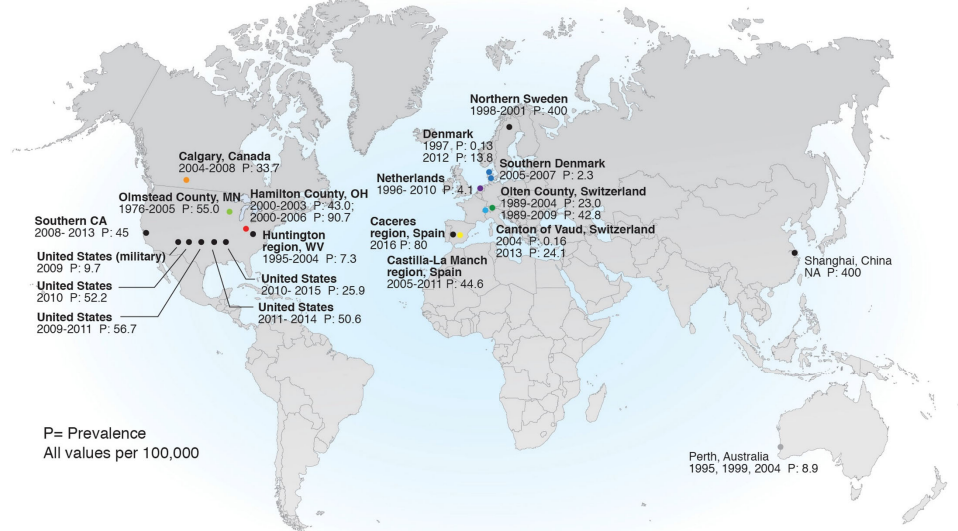 Northern Sweden
1998-2001 P: 400
Denmark
1997, P: 0.13
2012 P: 13.8
Southern Denmark
2005-2007 P: 2.3
Netherlands
1996- 2010 P: 4.1
Olten County, Switzerland
1989-2004 P: 23.0
1989-2009 P: 42.8
Canton of Vaud, Switzerland
2004 P: 0.16
2013 P: 24.1
Caceres
region, Spain
2016 P: 80
Castilla-La Manch
region, Spain
2005-2011 P: 44.6
Calgary, Canada
2004-2008 P: 33.7
Olmstead County, MN
1976-2005 P: 55.0
Hamilton County, OH
2000-2003 P: 43.0;
2000-2006 P: 90.7
Southern CA
2008- 2013 P: 45
Huntington
region, WV
1995-2004 P: 7.3
United States (military)
2009 P: 9.7
United States
2010 P: 52.2
United States
2009-2011 P: 56.7
United States
2010- 2015 P: 25.9
United States
2011- 2014 P: 50.6
Shanghai, China
NA P: 400
Perth, Australia
1995, 1999, 2004 P: 8.9
P= Prevalence
All values per 100,000